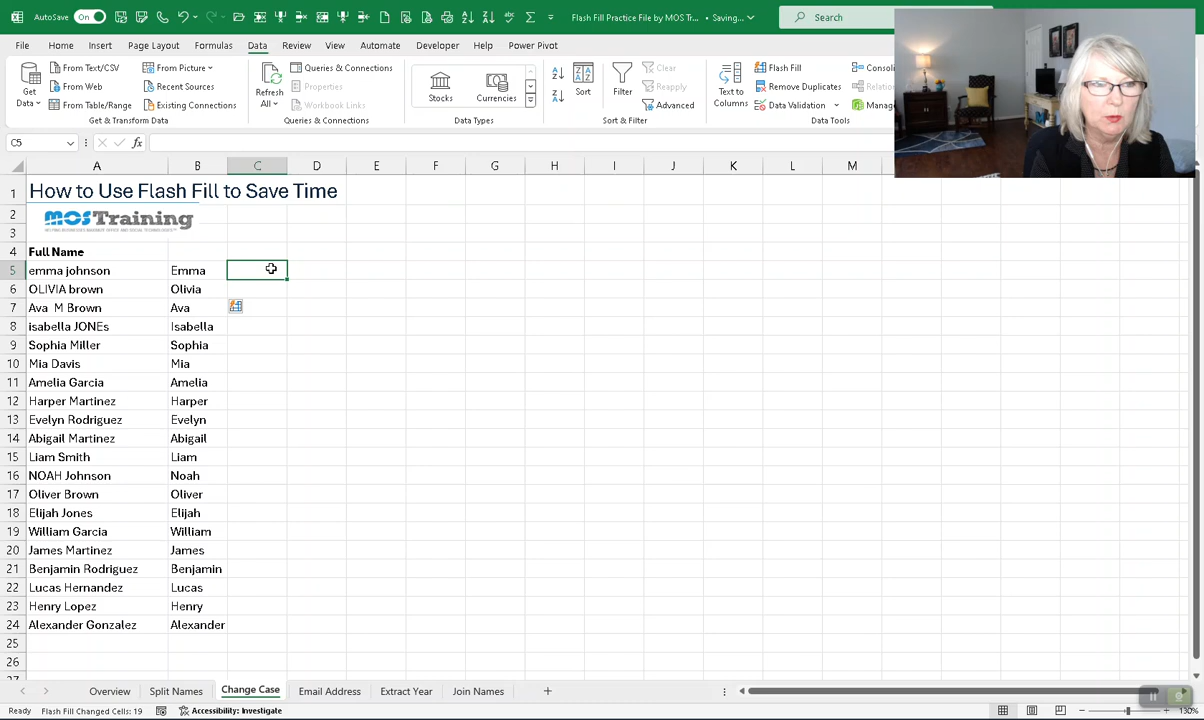 AutoSave On Flash Fill Practice File by MOS Tr... • Saving... Search
File Home Insert Page Layout Formulas Data Review View Automate Developer Help Power Pivot
Get Data
From Text/CSV
From Web
From Table/Range
From Picture
Recent Sources
Existing Connections
Get & Transform Data
Refresh All
Queries & Connections
Properties
Workbook Links
Queries & Connections
Stocks Currencies
Data Types
Sort
Filter
Clear
Reapply
Advanced
Sort & Filter
Text to Columns
Flash Fill
Remove Duplicates
Data Validation
Consoli
Relation
Manag
Data Tools
C5 fx
A B C D E F G H I J K L M
1 How to Use Flash Fill to Save Time
2 MOSTraining
3
4 Full Name
5 emma johnson Emma
6 OLIVIA brown Olivia
7 Ava  M Brown Ava
8 isabella JONEs Isabella
9 Sophia Miller Sophia
10 Mia Davis Mia
11 Amelia Garcia Amelia
12 Harper Martinez Harper
13 Evelyn Rodriguez Evelyn
14 Abigail Martinez Abigail
15 Liam Smith Liam
16 NOAH Johnson Noah
17 Oliver Brown Oliver
18 Elijah Jones Elijah
19 William Garcia William
20 James Martinez James
21 Benjamin Rodriguez Benjamin
22 Lucas Hernandez Lucas
23 Henry Lopez Henry
24 Alexander Gonzalez Alexander
25
26
Overview Split Names Change Case Email Address Extract Year Join Names
Ready Flash Fill Changed Cells: 19 Accessibility: Investigate 130%